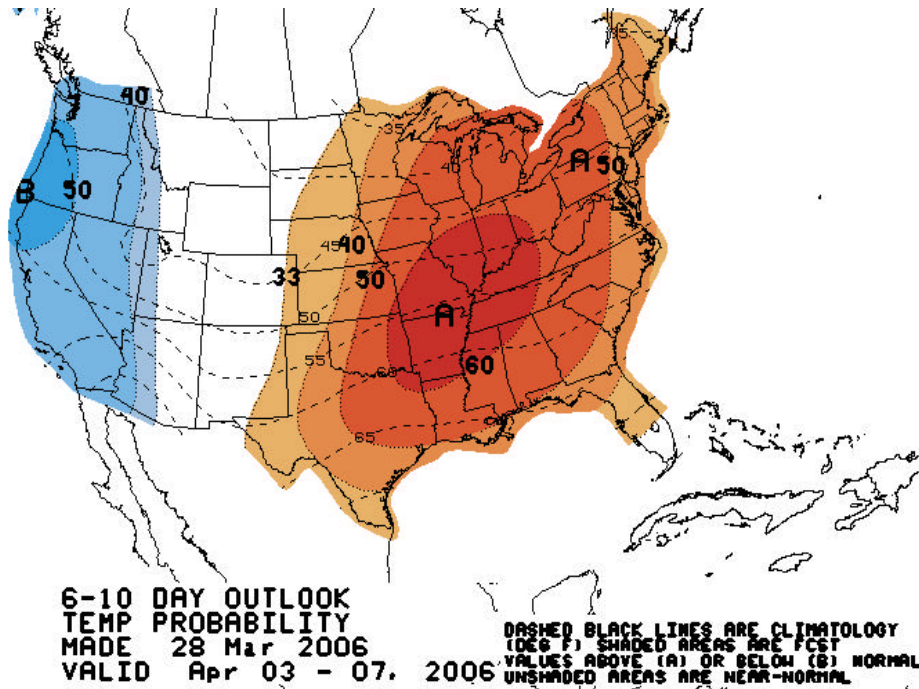 35
40
35
A
50
B
50
40
45
40
33
50
50
A
55
60
60
65
6-10 DAY OUTLOOK
TEMP PROBABILITY
MADE 28 Mar 2006
VALID Apr 03 - 07, 2006
DASHED BLACK LINES ARE CLIMATOLOGY
(DEG F) SHADED AREAS ARE FCST
VALUES ABOVE (A) OR BELOW (B) NORMAL
UNSHADED AREAS ARE NEAR-NORMAL